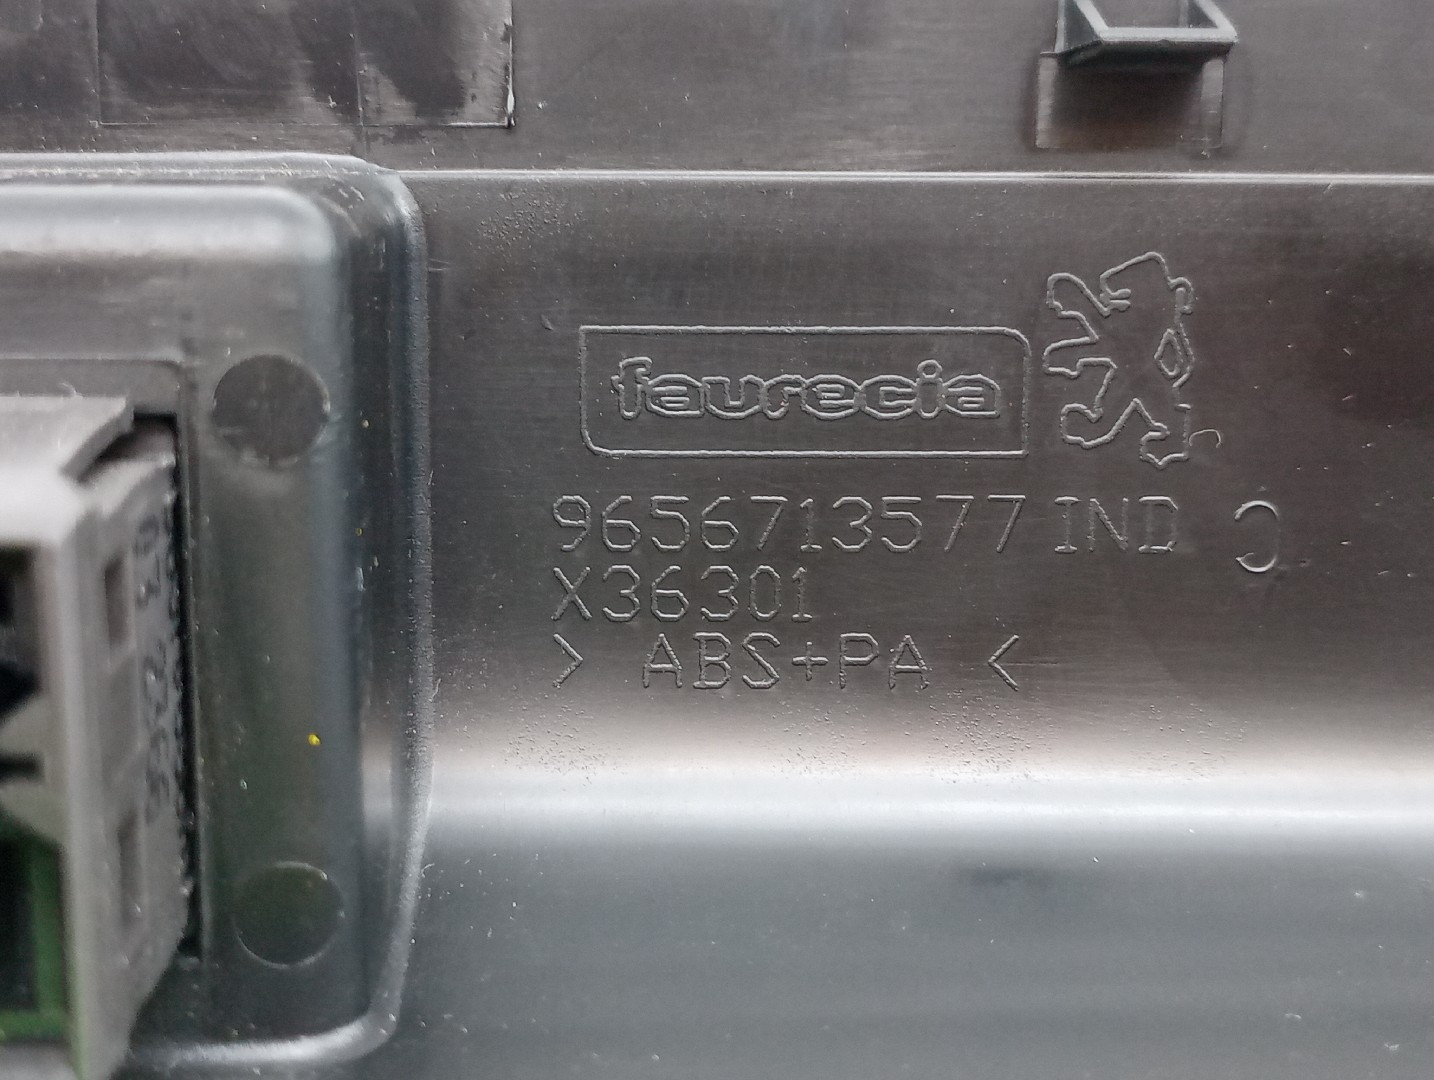 faurecia
9656713577 IND C
X36301
> ABS+PA <